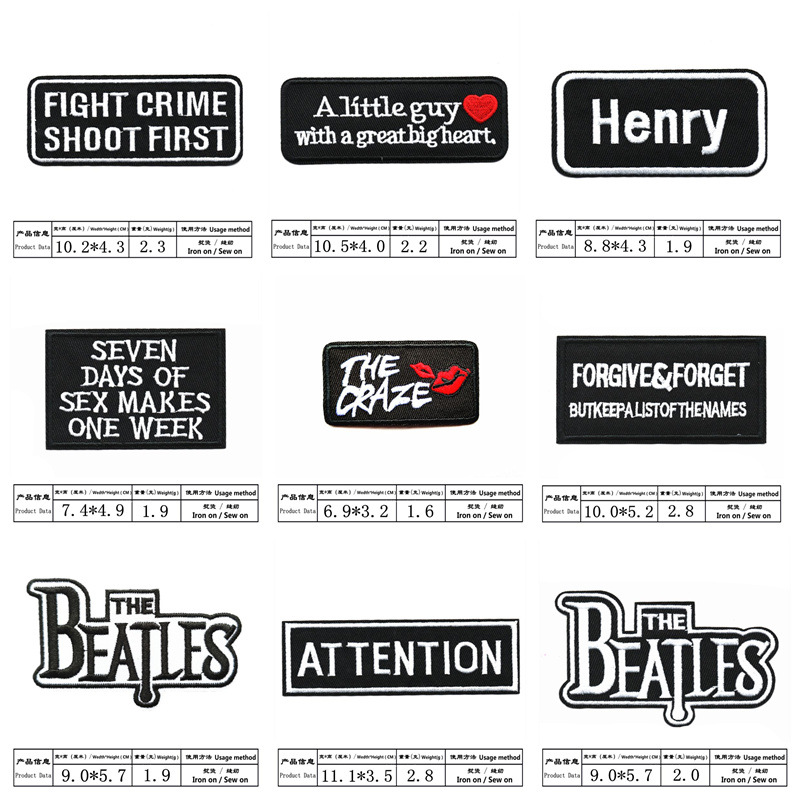 FIGHT CRIME
SHOOT FIRST
A little guy
with a great big heart.
Henry
产品信息 宽*高（厘米）/Wedth*Height ( CM ) 重量(克) Weight(g) 使用方法 Usage method
Product Data 10.2*4.3 2.3 熨烫 / 缝纫
Iron on / Sew on
产品信息 宽*高（厘米）/Wedth*Height ( CM ) 重量(克) Weight(g) 使用方法 Usage method
Product Data 10.5*4.0 2.2 熨烫 / 缝纫
Iron on / Sew on
产品信息 宽*高（厘米）/Wedth*Height ( CM ) 重量(克) Weight(g) 使用方法 Usage method
Product Data 8.8*4.3 1.9 熨烫 / 缝纫
Iron on / Sew on
SEVEN
DAYS OF
SEX MAKES
ONE WEEK
THE
CRAZE
FORGIVE&FORGET
BUTKEEPALISTOFTHENAMES
产品信息 宽*高（厘米）/Wedth*Height ( CM ) 重量(克) Weight(g) 使用方法 Usage method
Product Data 7.4*4.9 1.9 熨烫 / 缝纫
Iron on / Sew on
产品信息 宽*高（厘米）/Wedth*Height ( CM ) 重量(克) Weight(g) 使用方法 Usage method
Product Data 6.9*3.2 1.6 熨烫 / 缝纫
Iron on / Sew on
产品信息 宽*高（厘米）/Wedth*Height ( CM ) 重量(克) Weight(g) 使用方法 Usage method
Product Data 10.0*5.2 2.8 熨烫 / 缝纫
Iron on / Sew on
THE
BEATLES
ATTENTION
THE
BEATLES
产品信息 宽*高（厘米）/Wedth*Height ( CM ) 重量(克) Weight(g) 使用方法 Usage method
Product Data 9.0*5.7 1.9 熨烫 / 缝纫
Iron on / Sew on
产品信息 宽*高（厘米）/Wedth*Height ( CM ) 重量(克) Weight(g) 使用方法 Usage method
Product Data 11.1*3.5 2.8 熨烫 / 缝纫
Iron on / Sew on
产品信息 宽*高（厘米）/Wedth*Height ( CM ) 重量(克) Weight(g) 使用方法 Usage method
Product Data 9.0*5.7 2.0 熨烫 / 缝纫
Iron on / Sew on